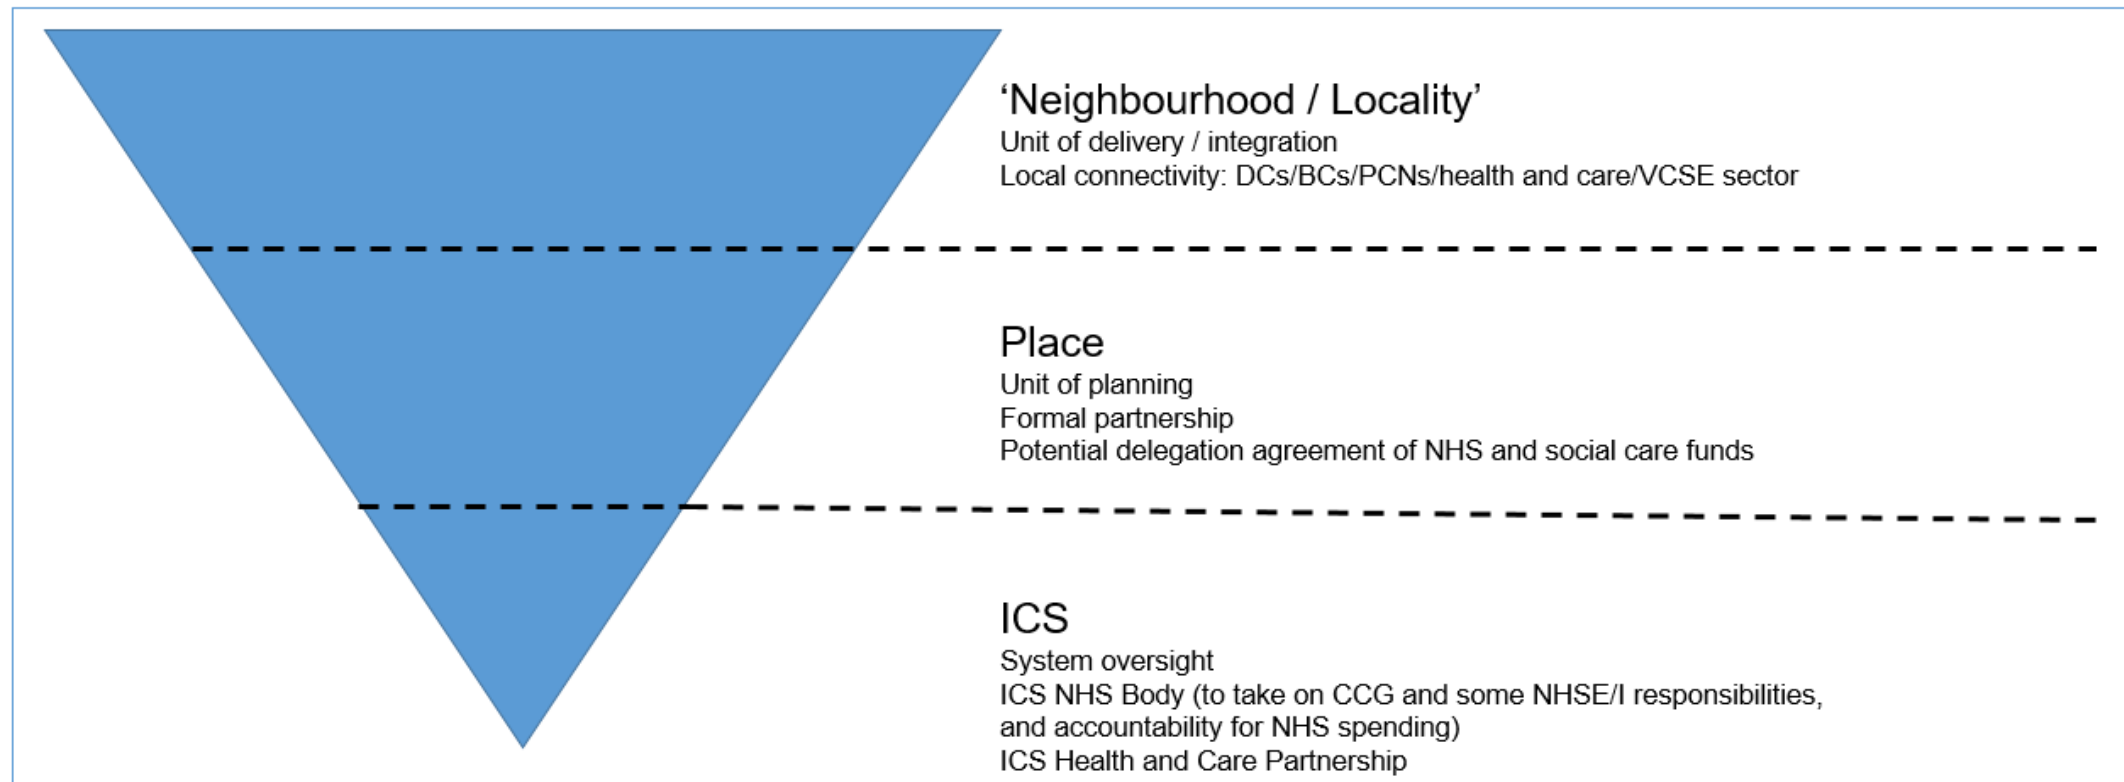 ‘Neighbourhood / Locality’
Unit of delivery / integration
Local connectivity: DCs/BCs/PCNs/health and care/VCSE sector
Place
Unit of planning
Formal partnership
Potential delegation agreement of NHS and social care funds
ICS
System oversight
ICS NHS Body (to take on CCG and some NHSE/I responsibilities,
and accountability for NHS spending)
ICS Health and Care Partnership